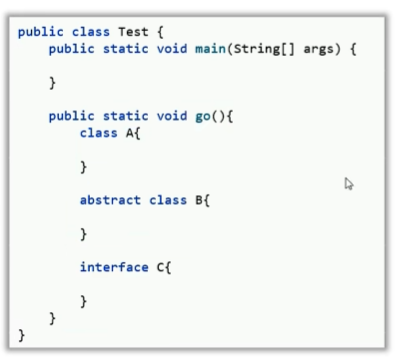 public class Test {
    public static void main(String[] args) {

    }

    public static void go(){
        class A{

        }

        abstract class B{

        }

        interface C{

        }
    }
}